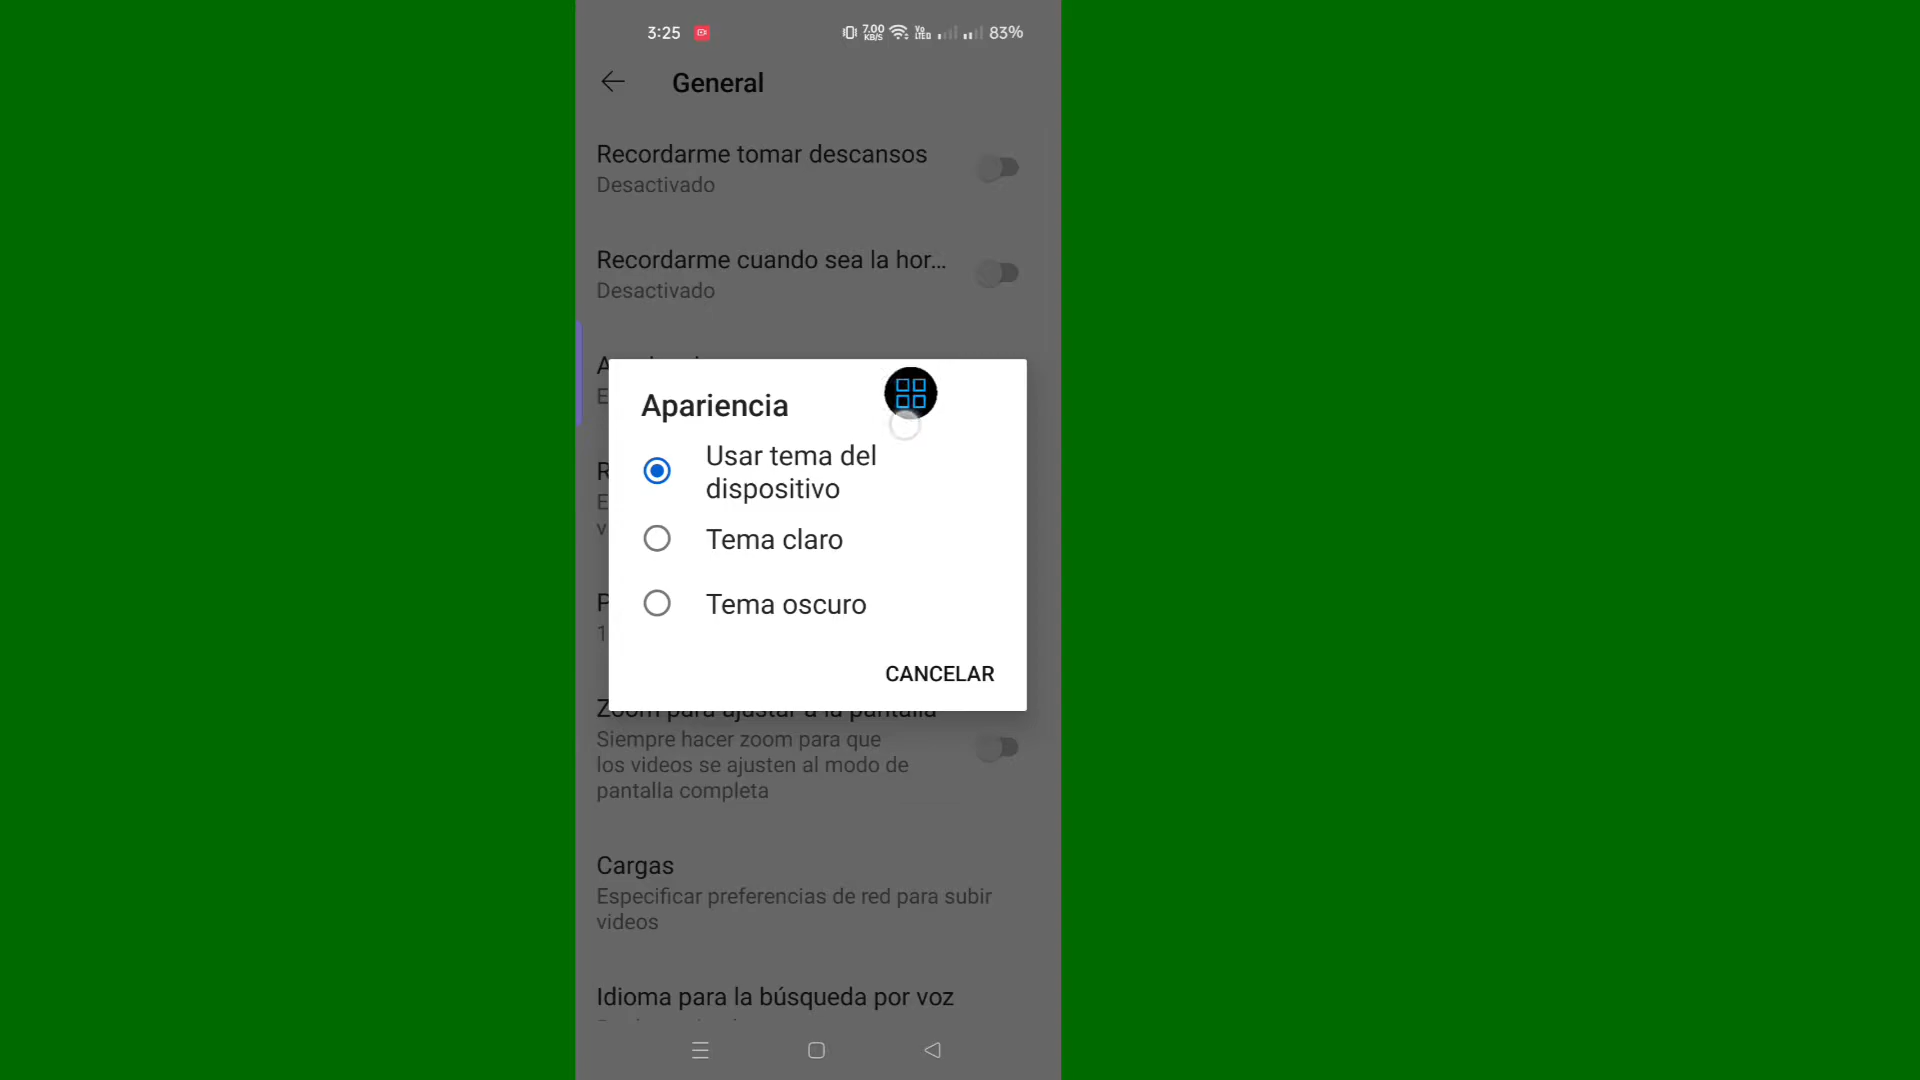 3:25 7.00 KB/S Vo LTE 83%
General
Recordarme tomar descansos
Desactivado
Recordarme cuando sea la hor...
Desactivado
Apariencia
Usar tema del
dispositivo
Tema claro
Tema oscuro
CANCELAR
Zoom para ajustar a la pantalla
Siempre hacer zoom para que
los videos se ajusten al modo de
pantalla completa
Cargas
Especificar preferencias de red para subir
videos
Idioma para la búsqueda por voz